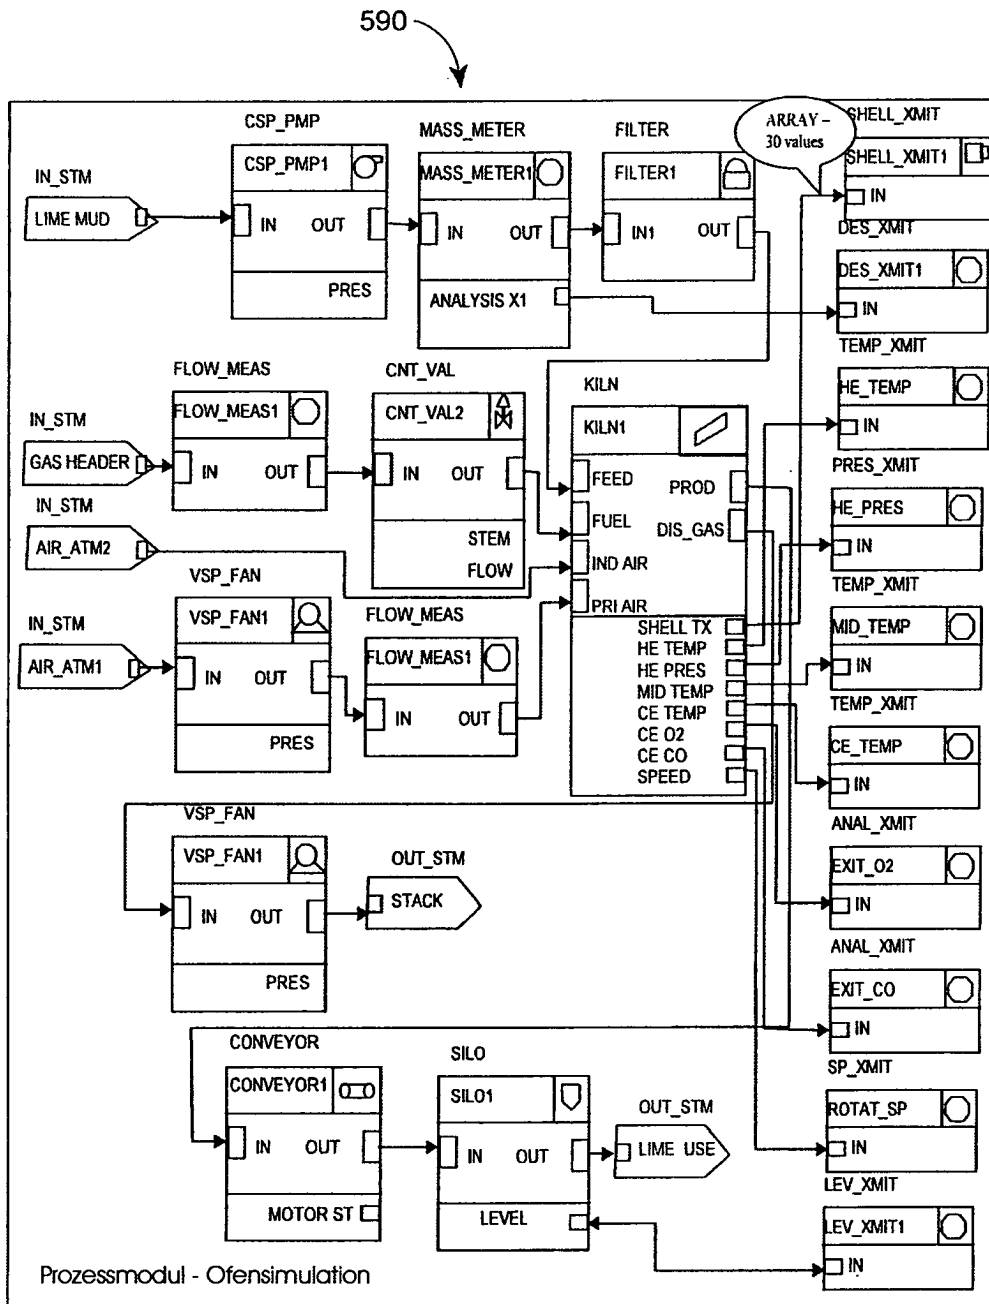 590
CSP_PMP
MASS_METER
FILTER
ARRAY –
30 values
SHELL_XMIT
IN_STM
CSP_PMP1
MASS_METER1
FILTER1
SHELL_XMIT1
LIME MUD
IN OUT
IN
OUT
IN1 OUT
IN
DES_XMIT
PRES
ANALYSIS X1
DES_XMIT1
IN
TEMP_XMIT
FLOW_MEAS
CNT_VAL
KILN
IN_STM
FLOW_MEAS1
CNT_VAL2
KILN1
HE_TEMP
IN
GAS HEADER
IN
OUT
IN OUT
FEED
PROD
PRES_XMIT
IN_STM
FUEL
DIS_GAS
HE_PRES
AIR_ATM2
STEM
FLOW
IND AIR
IN
VSP_FAN
PRI AIR
TEMP_XMIT
IN_STM
VSP_FAN1
FLOW_MEAS
SHELL TX
MID_TEMP
AIR_ATM1
IN OUT
FLOW_MEAS1
HE TEMP
HE PRES
IN
MID TEMP
TEMP_XMIT
IN OUT
CE TEMP
PRES
CE O2
CE_TEMP
CE CO
SPEED
IN
VSP_FAN
ANAL_XMIT
VSP_FAN1
OUT_STM
EXIT_O2
IN OUT
STACK
IN
ANAL_XMIT
PRES
EXIT_CO
IN
CONVEYOR
SILO
SP_XMIT
CONVEYOR1
SILO1
OUT_STM
ROTAT_SP
IN OUT
IN OUT
LIME USE
IN
LEV_XMIT
MOTOR ST
LEVEL
LEV_XMIT1
IN
Prozessmodul - Ofensimulation